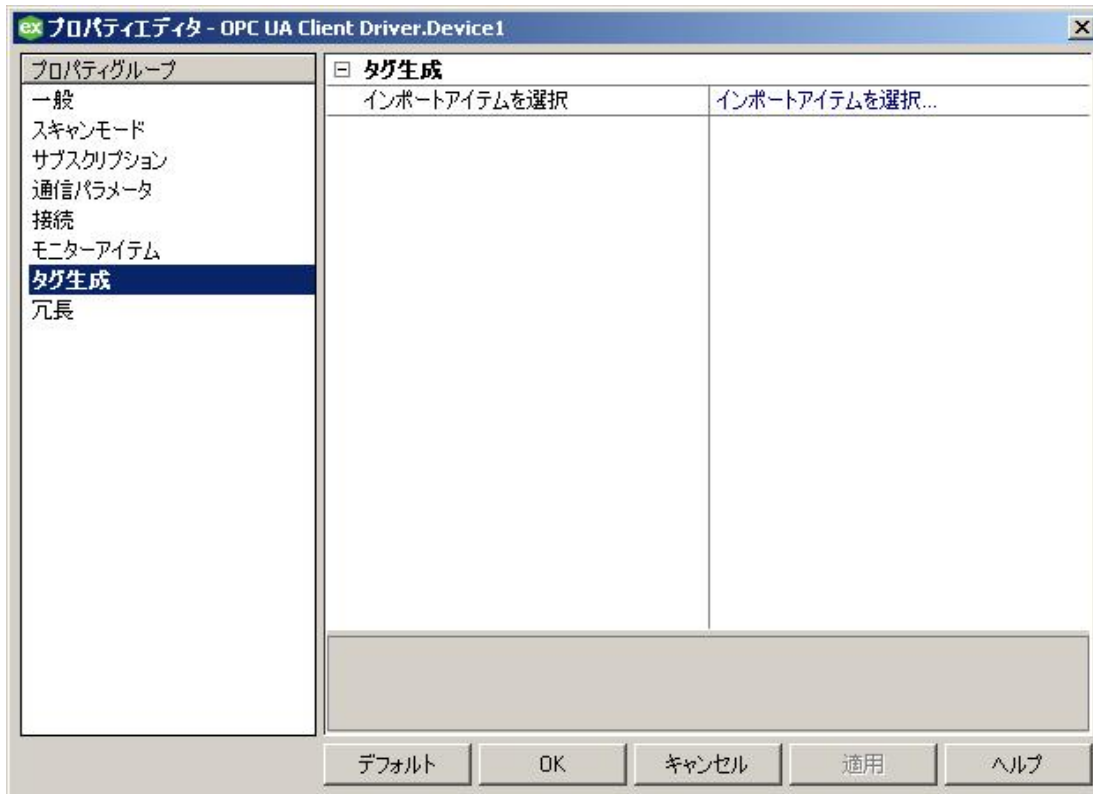 ex プロパティエディタ - OPC UA Client Driver.Device1
プロパティグループ
一般
スキャンモード
サブスクリプション
通信パラメータ
接続
モニターアイテム
タグ生成
冗長
タグ生成
インポートアイテムを選択 インポートアイテムを選択...
デフォルト OK キャンセル 適用 ヘルプ